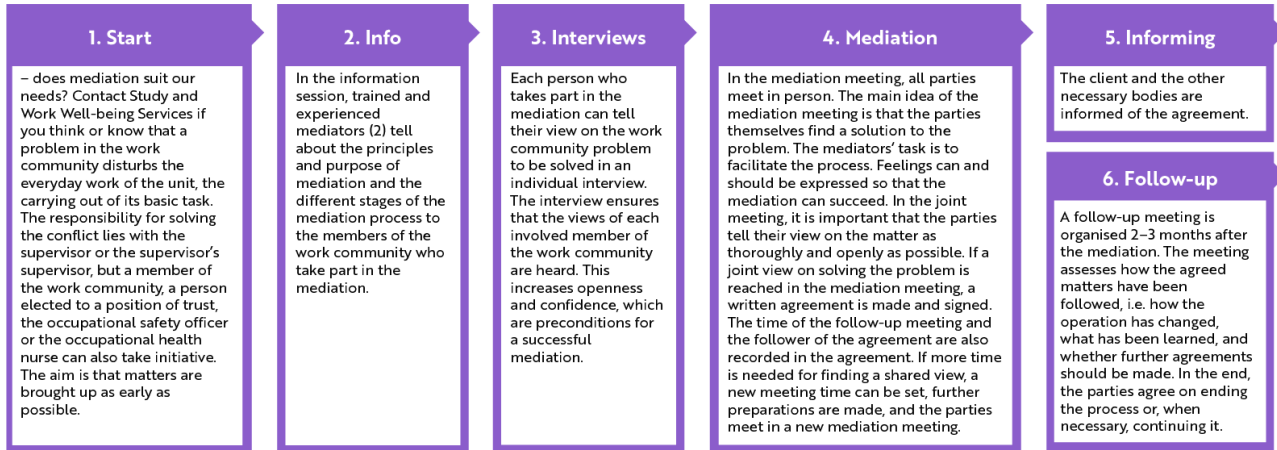 1. Start
– does mediation suit our
needs? Contact Study and
Work Well-being Services if
you think or know that a
problem in the work
community disturbs the
everyday work of the unit, the
carrying out of its basic task.
The responsibility for solving
the conflict lies with the
supervisor or the supervisor's
supervisor, but a member of
the work community, a person
elected to a position of trust,
the occupational safety officer
or the occupational health
nurse can also take initiative.
The aim is that matters are
brought up as early as
possible.
2. Info
In the information
session, trained and
experienced
mediators (2) tell
about the principles
and purpose of
mediation and the
different stages of the
mediation process to
the members of the
work community who
take part in the
mediation.
3. Interviews
Each person who
takes part in the
mediation can tell
their view on the work
community problem
to be solved in an
individual interview.
The interview ensures
that the views of each
involved member of
the work community
are heard. This
increases openness
and confidence, which
are preconditions for
a successful
mediation.
4. Mediation
In the mediation meeting, all parties
meet in person. The main idea of the
mediation meeting is that the parties
themselves find a solution to the
problem. The mediators' task is to
facilitate the process. Feelings can and
should be expressed so that the
mediation can succeed. In the joint
meeting, it is important that the parties
tell their view on the matter as
thoroughly and openly as possible. If a
joint view on solving the problem is
reached in the mediation meeting, a
written agreement is made and signed.
The time of the follow-up meeting and
the follower of the agreement are also
recorded in the agreement. If more time
is needed for finding a shared view, a
new meeting time can be set, further
preparations are made, and the parties
meet in a new mediation meeting.
5. Informing
The client and the other
necessary bodies are
informed of the agreement.
6. Follow-up
A follow-up meeting is
organised 2–3 months after
the mediation. The meeting
assesses how the agreed
matters have been
followed, i.e. how the
operation has changed,
what has been learned, and
whether further agreements
should be made. In the end,
the parties agree on ending
the process or, when
necessary, continuing it.